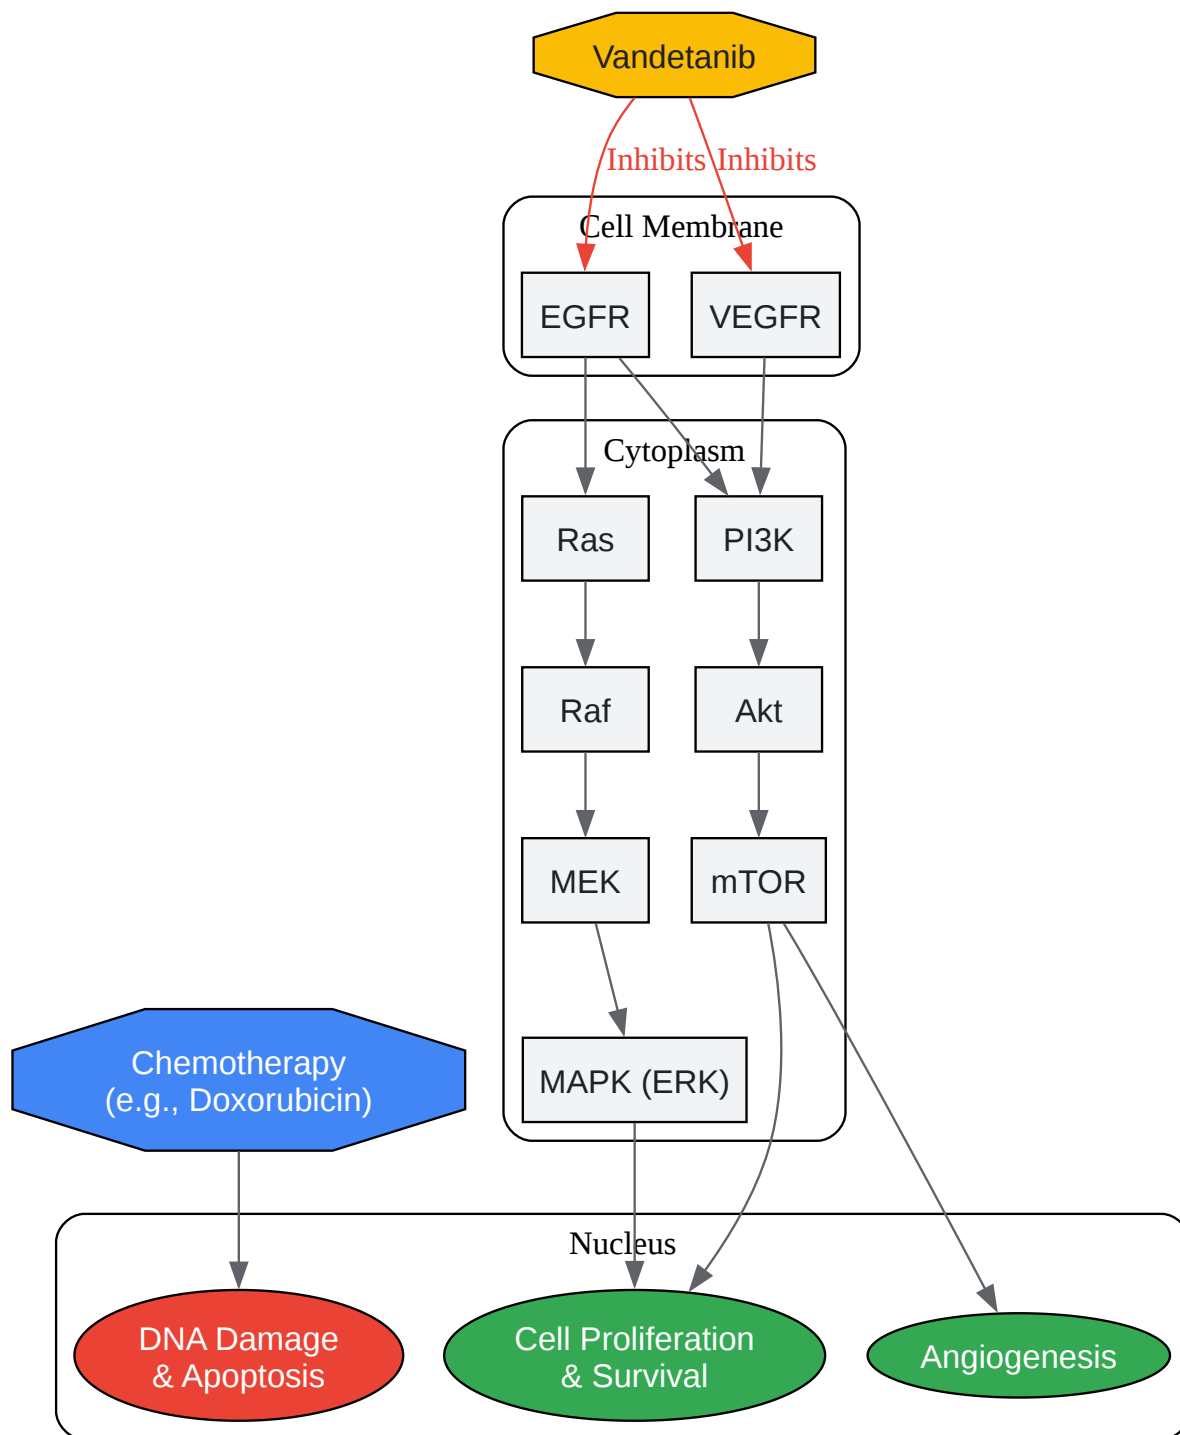 Vandetanib
Inhibits Inhibits
Cell Membrane
EGFR VEGFR
Cytoplasm
Ras PI3K
Raf Akt
MEK mTOR
Chemotherapy
(e.g., Doxorubicin)
MAPK (ERK)
Nucleus
DNA Damage
& Apoptosis
Cell Proliferation
& Survival
Angiogenesis